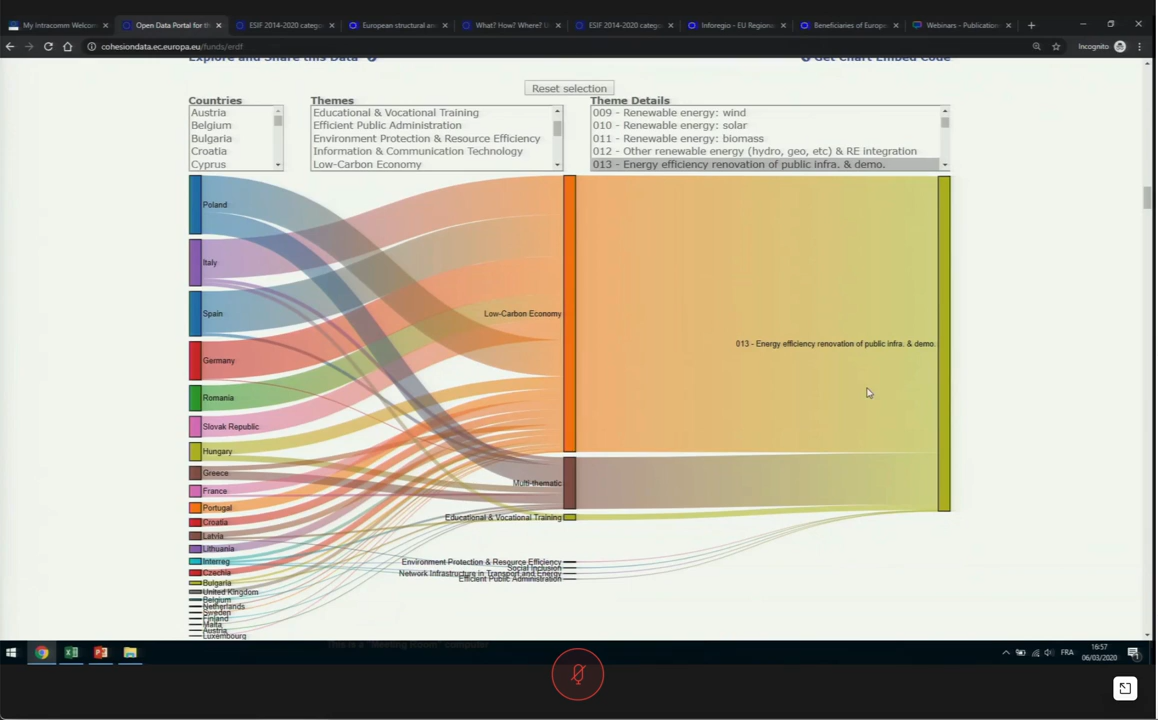 My Intracomm Welcom
Open Data Portal for th
ESIF 2014-2020 catego
European structural an
What? How? Where? U
ESIF 2014-2020 catego
Inforegio - EU Regiona
Beneficiaries of Europe
Webinars - Publication
cohesiondata.ec.europa.eu/funds/erdf
Incognito
Explore and Share this Data
Get Chart Embed Code
Reset selection
Countries
Austria
Belgium
Bulgaria
Croatia
Cyprus
Themes
Educational & Vocational Training
Efficient Public Administration
Environment Protection & Resource Efficiency
Information & Communication Technology
Low-Carbon Economy
Theme Details
009 - Renewable energy: wind
010 - Renewable energy: solar
011 - Renewable energy: biomass
012 - Other renewable energy (hydro, geo, etc) & RE integration
013 - Energy efficiency renovation of public infra. & demo.
Poland
Italy
Spain
Germany
Romania
Slovak Republic
Hungary
Greece
France
Portugal
Croatia
Latvia
Lithuania
Interreg
Czechia
Bulgaria
United Kingdom
Belgium
Netherlands
Sweden
Finland
Malta
Austria
Luxembourg
Low-Carbon Economy
Multi-thematic
Educational & Vocational Training
Environment Protection & Resource Efficiency
Social Inclusion
Network Infrastructure in Transport and Energy
Efficient Public Administration
013 - Energy efficiency renovation of public infra. & demo.
This is a "Meeting Room" computer
FRA
16:57
06/03/2020
1